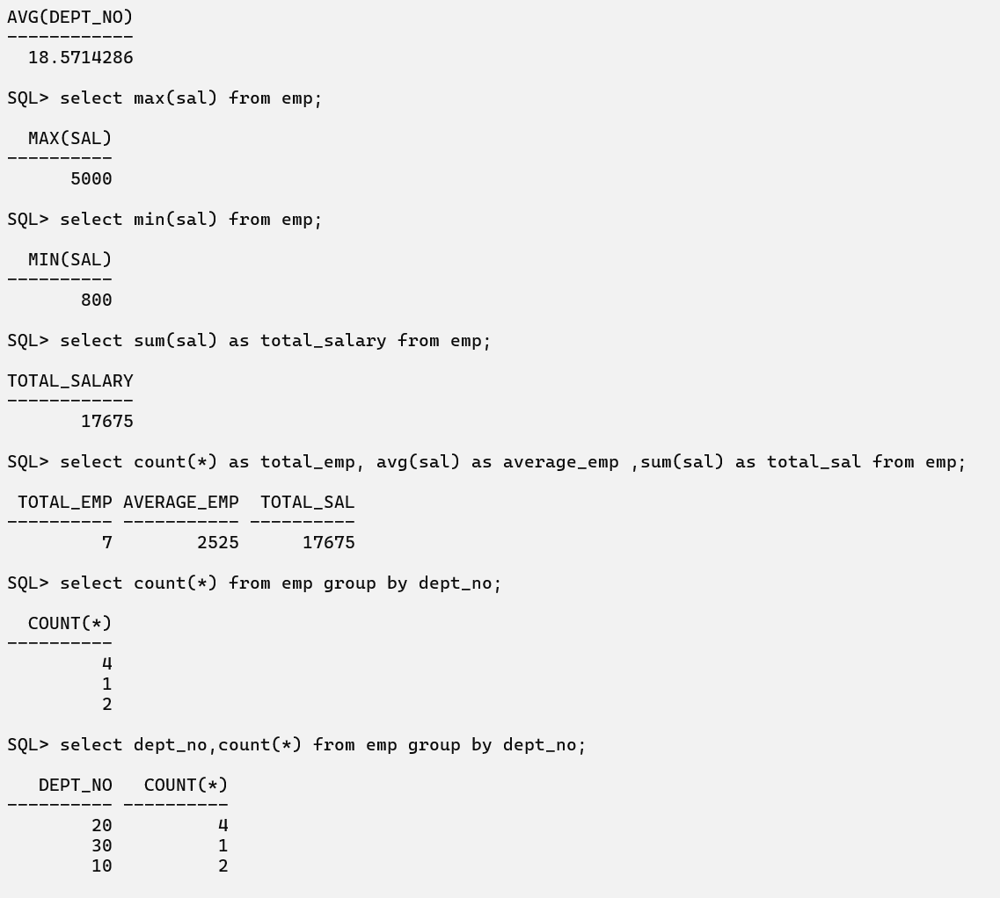 AVG(DEPT_NO)
------------
  18.5714286

SQL> select max(sal) from emp;

  MAX(SAL)
----------
      5000

SQL> select min(sal) from emp;

  MIN(SAL)
----------
       800

SQL> select sum(sal) as total_salary from emp;

TOTAL_SALARY
------------
       17675

SQL> select count(*) as total_emp, avg(sal) as average_emp ,sum(sal) as total_sal from emp;

 TOTAL_EMP AVERAGE_EMP  TOTAL_SAL
---------- ----------- ----------
         7        2525      17675

SQL> select count(*) from emp group by dept_no;

  COUNT(*)
----------
         4
         1
         2

SQL> select dept_no,count(*) from emp group by dept_no;

   DEPT_NO   COUNT(*)
---------- ----------
        20          4
        30          1
        10          2